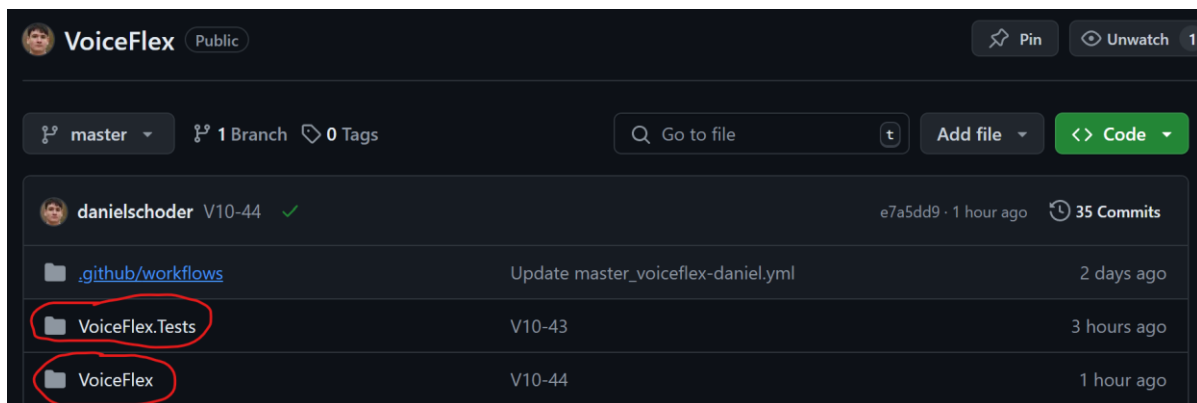 VoiceFlex Public Pin Unwatch 1
master 1 Branch 0 Tags Go to file t Add file Code
danielschoder V10-44 e7a5dd9 · 1 hour ago 35 Commits
.github/workflows Update master_voiceflex-daniel.yml 2 days ago
VoiceFlex.Tests V10-43 3 hours ago
VoiceFlex V10-44 1 hour ago